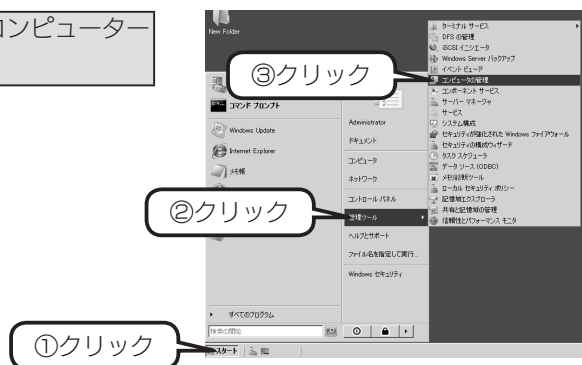 コンピューター
New Folder
③クリック
コマンド プロンプト
Windows Update
Internet Explorer
メモ帳
②クリック
すべてのプログラム
検索の開始
①クリック
スタート
Administrator
ドキュメント
コンピュータ
ネットワーク
コントロール パネル
管理ツール
ヘルプとサポート
ファイル名を指定して実行...
Windows セキュリティ
ターミナル サービス
DFS の管理
iSCSI イニシエータ
Windows Server バックアップ
イベント ビューア
コンピュータの管理
コンポーネント サービス
サーバー マネージャ
サービス
システム構成
セキュリティが強化された Windows ファイアウォール
セキュリティの構成ウィザード
タスク スケジューラ
データ ソース (ODBC)
メモリ診断ツール
ローカル セキュリティ ポリシー
記憶域エクスプローラ
共有と記憶域の管理
信頼性とパフォーマンス モニタ